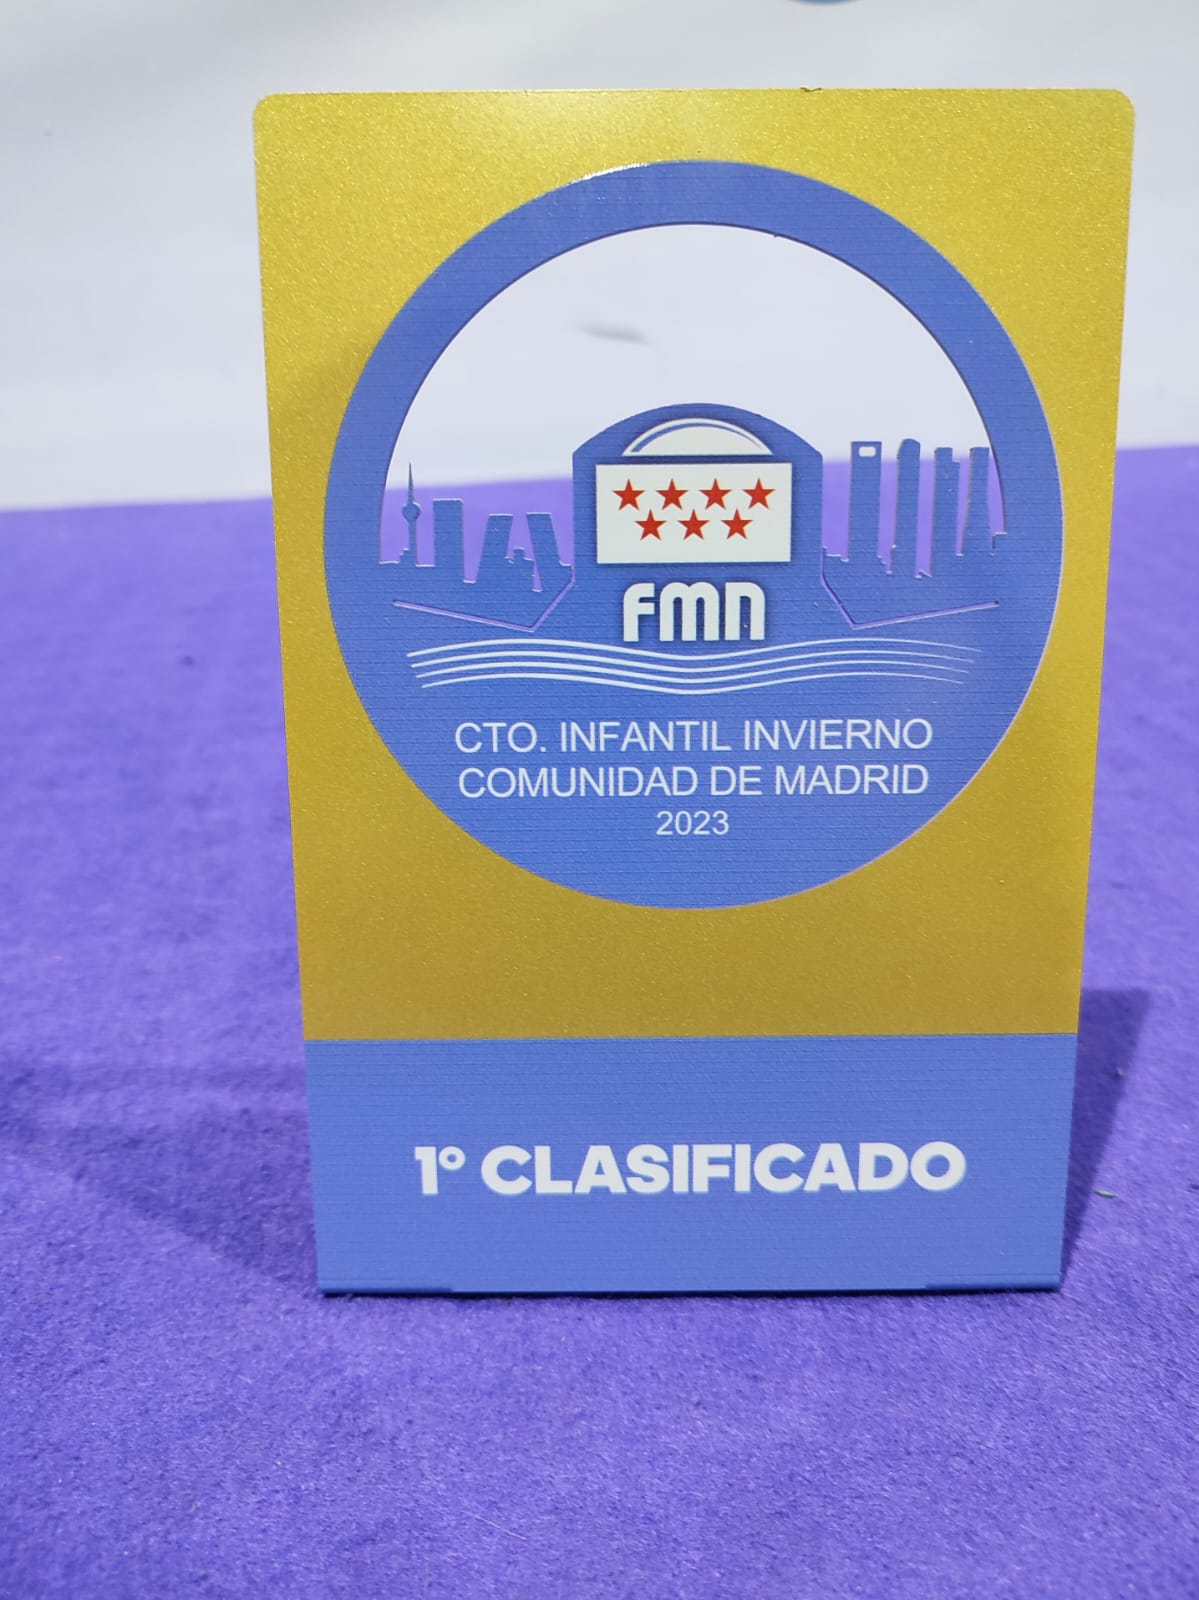 FMN
CTO. INFANTIL INVIERNO
COMUNIDAD DE MADRID
2023
1º CLASIFICADO